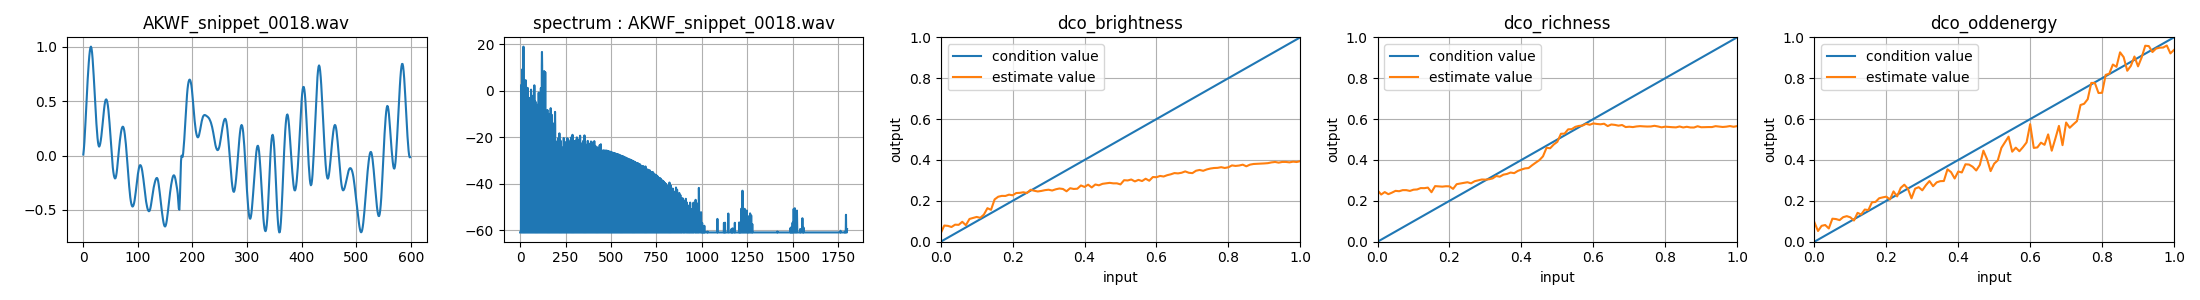 AKWF_snippet_0018.wav
1.0
0.5
0.0
−0.5
0 100 200 300 400 500 600
spectrum : AKWF_snippet_0018.wav
20
0
−20
−40
−60
0 250 500 750 1000 1250 1500 1750
dco_brightness
condition value
estimate value
output
1.0
0.8
0.6
0.4
0.2
0.0
0.0 0.2 0.4 0.6 0.8 1.0
input
dco_richness
condition value
estimate value
output
1.0
0.8
0.6
0.4
0.2
0.0
0.0 0.2 0.4 0.6 0.8 1.0
input
dco_oddenergy
condition value
estimate value
output
1.0
0.8
0.6
0.4
0.2
0.0
0.0 0.2 0.4 0.6 0.8 1.0
input